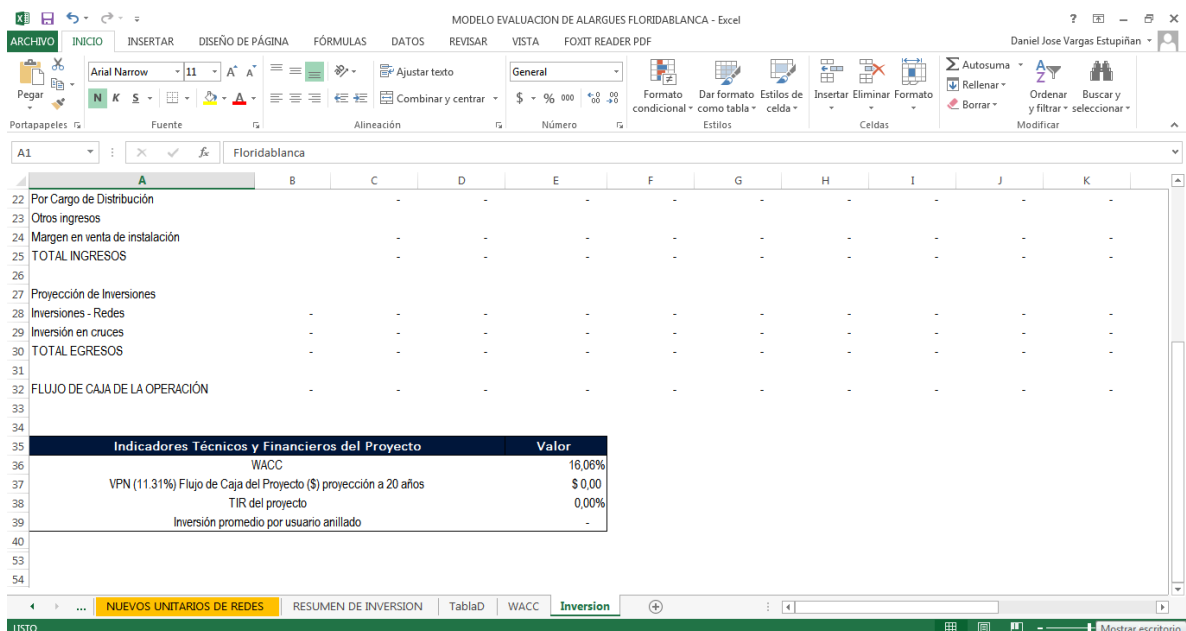 MODELO EVALUACION DE ALARGUES FLORIDABLANCA - Excel
ARCHIVO INICIO INSERTAR DISEÑO DE PÁGINA FÓRMULAS DATOS REVISAR VISTA FOXIT READER PDF Daniel Jose Vargas Estupiñan
Pegar
Arial Narrow 11 A A
N K S A
Ajustar texto
Combinar y centrar
General
$ - % 000
Formato condicional
Dar formato como tabla
Estilos de celda
Insertar Eliminar Formato
Autosuma
Rellenar
Borrar
Ordenar y filtrar
Buscar y seleccionar
Portapapeles Fuente Alineación Número Estilos Celdas Modificar
A1 fx Floridablanca
A B C D E F G H I J K
22 Por Cargo de Distribución - - - - - - - - -
23 Otros ingresos
24 Margen en venta de instalación - - - - - - - - -
25 TOTAL INGRESOS - - - - - - - - -
26
27 Proyección de Inversiones
28 Inversiones - Redes - - - - - - - - - -
29 Inversión en cruces - - - - - - - - - -
30 TOTAL EGRESOS - - - - - - - - - -
31
32 FLUJO DE CAJA DE LA OPERACIÓN - - - - - - - - - -
33
34
35 Indicadores Técnicos y Financieros del Proyecto Valor
36 WACC 16,06%
37 VPN (11.31%) Flujo de Caja del Proyecto ($) proyección a 20 años $ 0,00
38 TIR del proyecto 0,00%
39 Inversión promedio por usuario anillado -
40
53
54
... NUEVOS UNITARIOS DE REDES RESUMEN DE INVERSION TablaD WACC Inversion
LISTO Mostrar escritorio